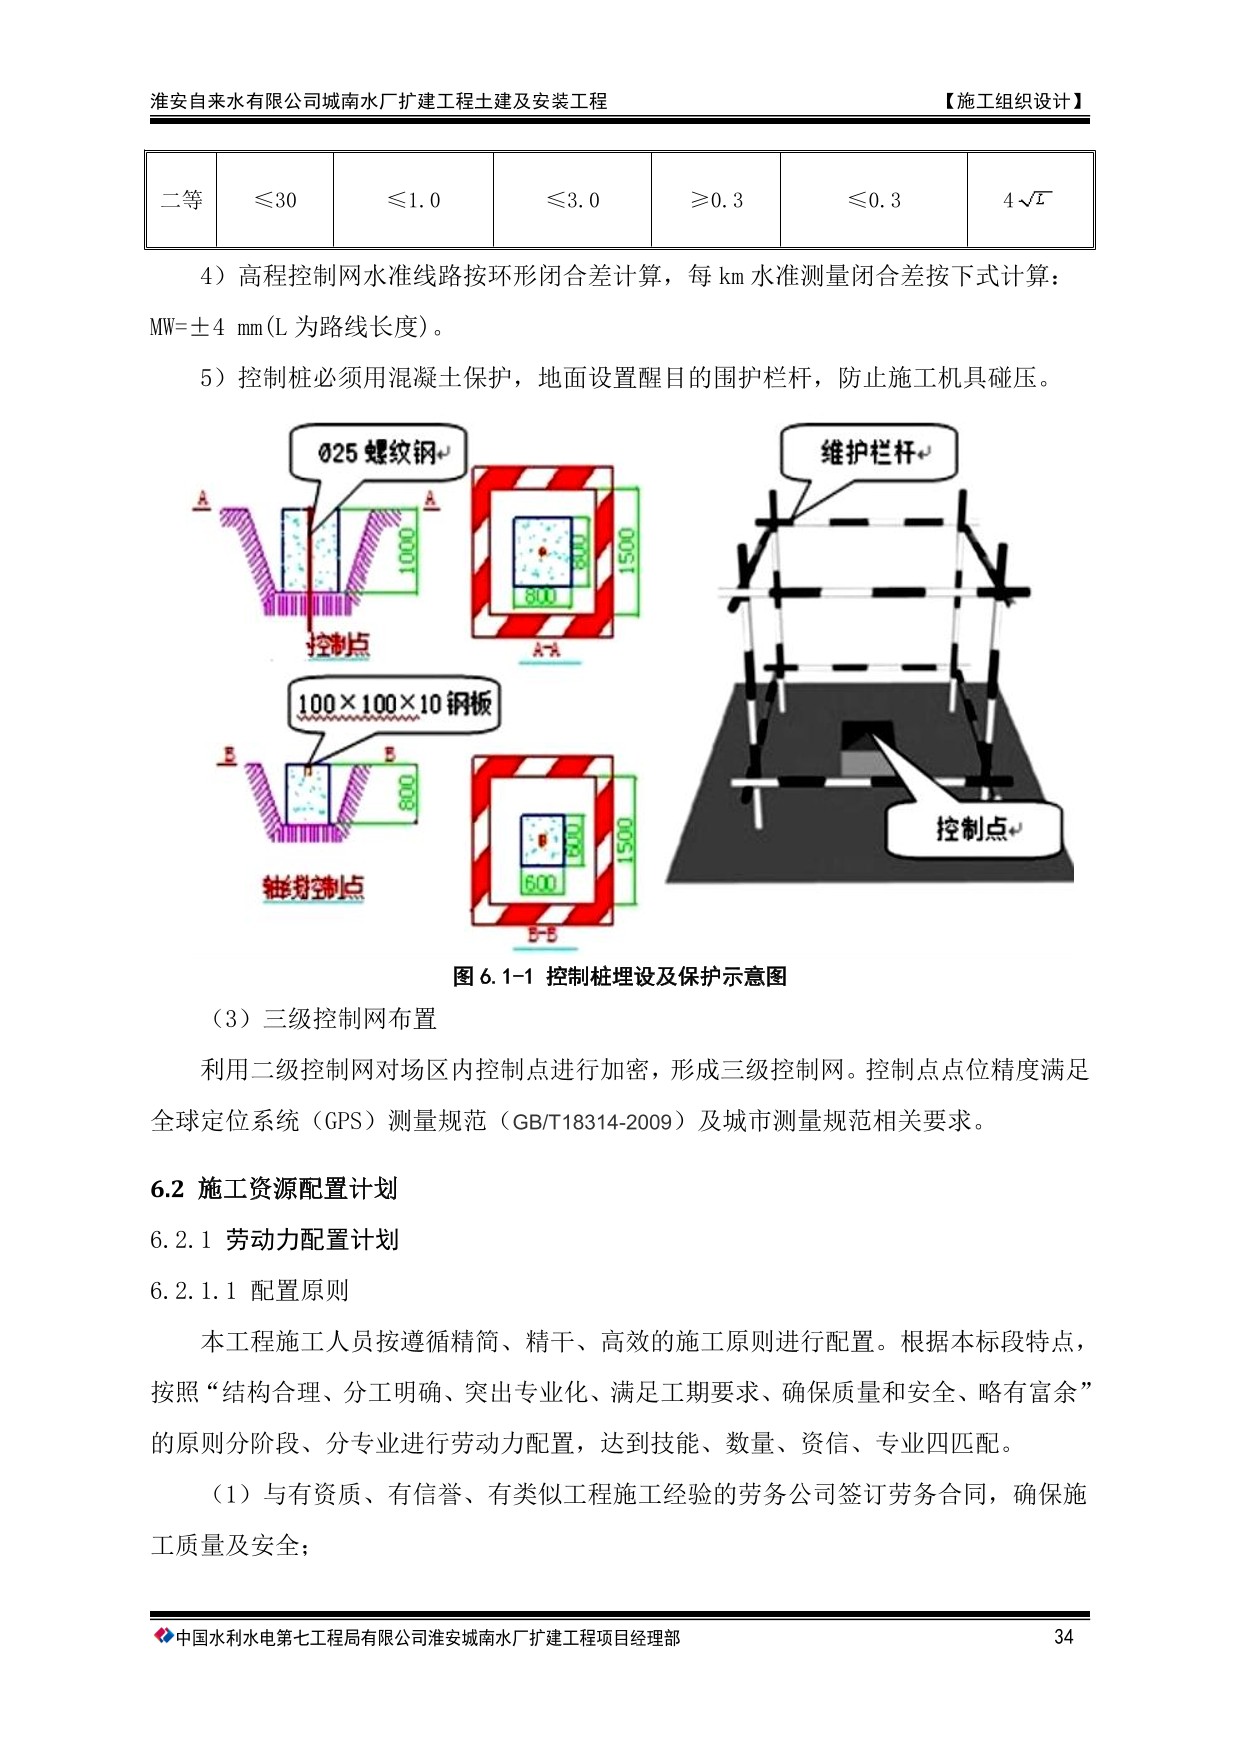 淮安自来水有限公司城南水厂扩建工程土建及安装工程 【施工组织设计】
二等 ≤30 ≤1.0 ≤3.0 ≥0.3 ≤0.3 4√L
4）高程控制网水准线路按环形闭合差计算，每 km 水准测量闭合差按下式计算：
MW=±4 mm(L 为路线长度)。
5）控制桩必须用混凝土保护，地面设置醒目的围护栏杆，防止施工机具碰压。
Ø25 螺纹钢
维护栏杆
A A
1000
800
800
1500
控制点
A-A
100×100×10 钢板
B B
800
600
600
1500
控制点
轴线控制点
B-B
图 6.1-1 控制桩埋设及保护示意图
（3）三级控制网布置
利用二级控制网对场区内控制点进行加密，形成三级控制网。控制点点位精度满足
全球定位系统（GPS）测量规范（GB/T18314-2009）及城市测量规范相关要求。
6.2 施工资源配置计划
6.2.1 劳动力配置计划
6.2.1.1 配置原则
本工程施工人员按遵循精简、精干、高效的施工原则进行配置。根据本标段特点，
按照“结构合理、分工明确、突出专业化、满足工期要求、确保质量和安全、略有富余”
的原则分阶段、分专业进行劳动力配置，达到技能、数量、资信、专业四匹配。
（1）与有资质、有信誉、有类似工程施工经验的劳务公司签订劳务合同，确保施
工质量及安全；
中国水利水电第七工程局有限公司淮安城南水厂扩建工程项目经理部 34